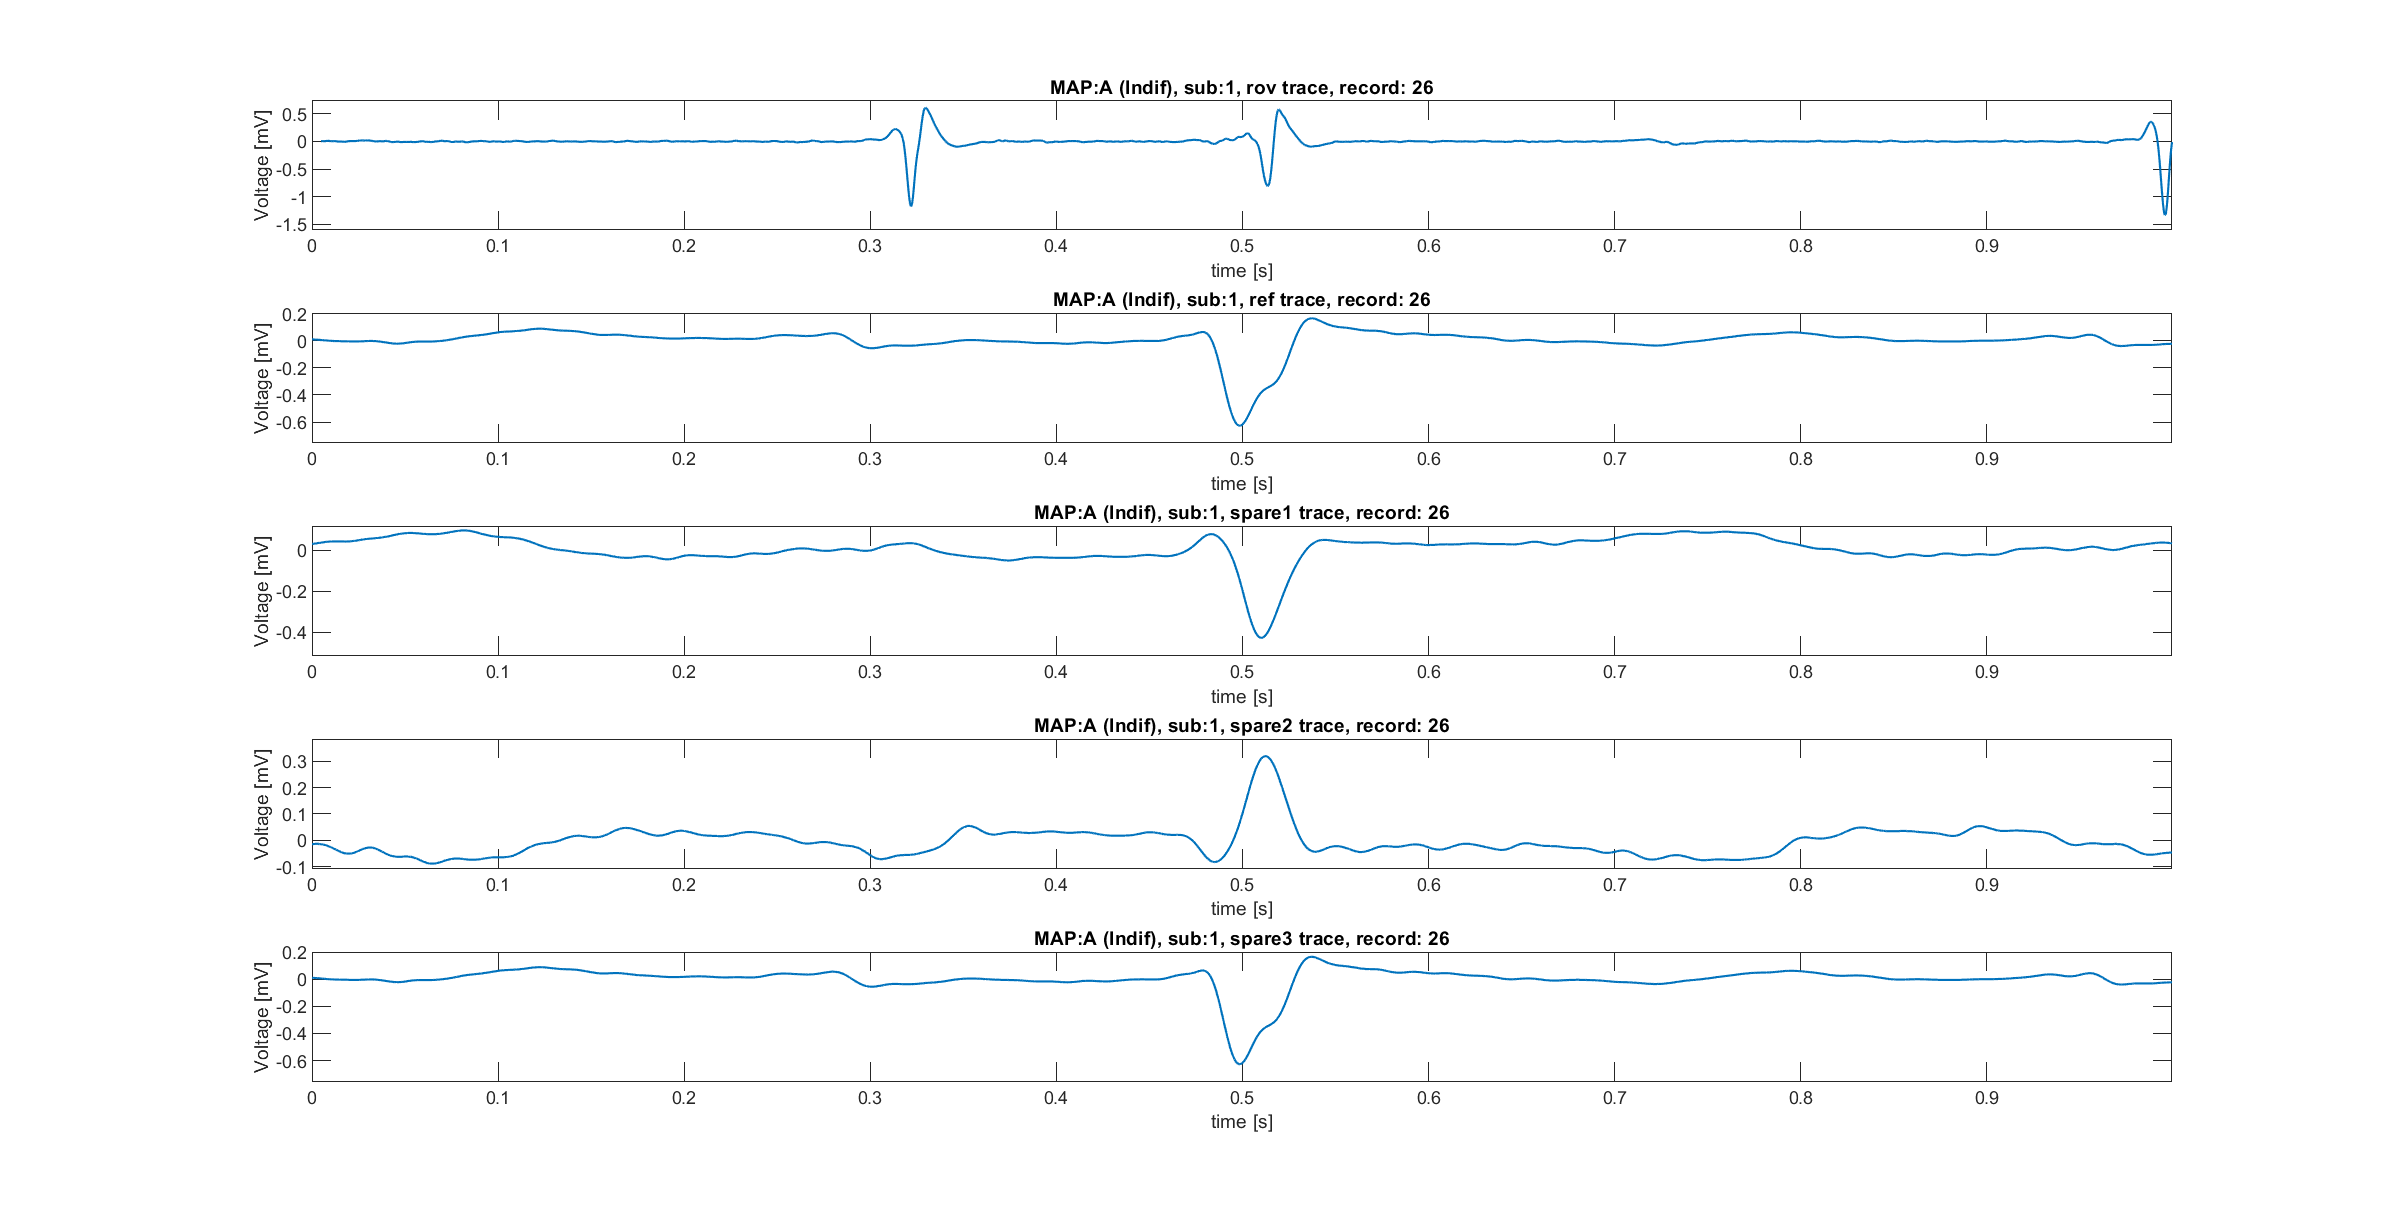 MAP:A (Indif), sub:1, rov trace, record: 26
Voltage [mV]
0.5
0
-0.5
-1
-1.5
0 0.1 0.2 0.3 0.4 0.5 0.6 0.7 0.8 0.9
time [s]
MAP:A (Indif), sub:1, ref trace, record: 26
Voltage [mV]
0.2
0
-0.2
-0.4
-0.6
0 0.1 0.2 0.3 0.4 0.5 0.6 0.7 0.8 0.9
time [s]
MAP:A (Indif), sub:1, spare1 trace, record: 26
Voltage [mV]
0
-0.2
-0.4
0 0.1 0.2 0.3 0.4 0.5 0.6 0.7 0.8 0.9
time [s]
MAP:A (Indif), sub:1, spare2 trace, record: 26
Voltage [mV]
0.3
0.2
0.1
0
-0.1
0 0.1 0.2 0.3 0.4 0.5 0.6 0.7 0.8 0.9
time [s]
MAP:A (Indif), sub:1, spare3 trace, record: 26
Voltage [mV]
0.2
0
-0.2
-0.4
-0.6
0 0.1 0.2 0.3 0.4 0.5 0.6 0.7 0.8 0.9
time [s]